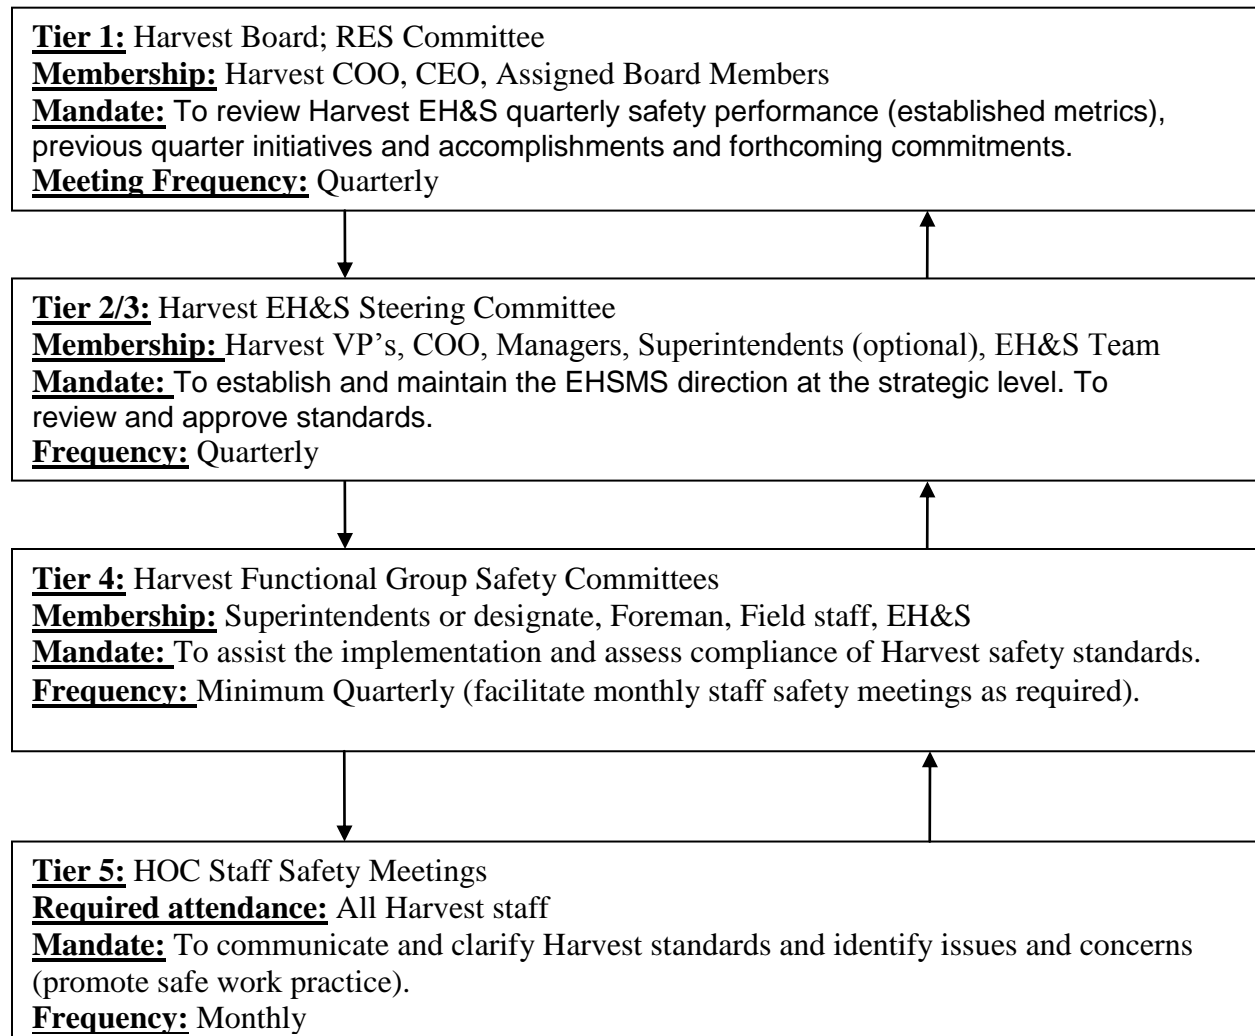 Tier 1: Harvest Board; RES Committee
Membership: Harvest COO, CEO, Assigned Board Members
Mandate: To review Harvest EH&S quarterly safety performance (established metrics),
previous quarter initiatives and accomplishments and forthcoming commitments.
Meeting Frequency: Quarterly
Tier 2/3: Harvest EH&S Steering Committee
Membership: Harvest VP’s, COO, Managers, Superintendents (optional), EH&S Team
Mandate: To establish and maintain the EHSMS direction at the strategic level. To
review and approve standards.
Frequency: Quarterly
Tier 4: Harvest Functional Group Safety Committees
Membership: Superintendents or designate, Foreman, Field staff, EH&S
Mandate: To assist the implementation and assess compliance of Harvest safety standards.
Frequency: Minimum Quarterly (facilitate monthly staff safety meetings as required).
Tier 5: HOC Staff Safety Meetings
Required attendance: All Harvest staff
Mandate: To communicate and clarify Harvest standards and identify issues and concerns
(promote safe work practice).
Frequency: Monthly